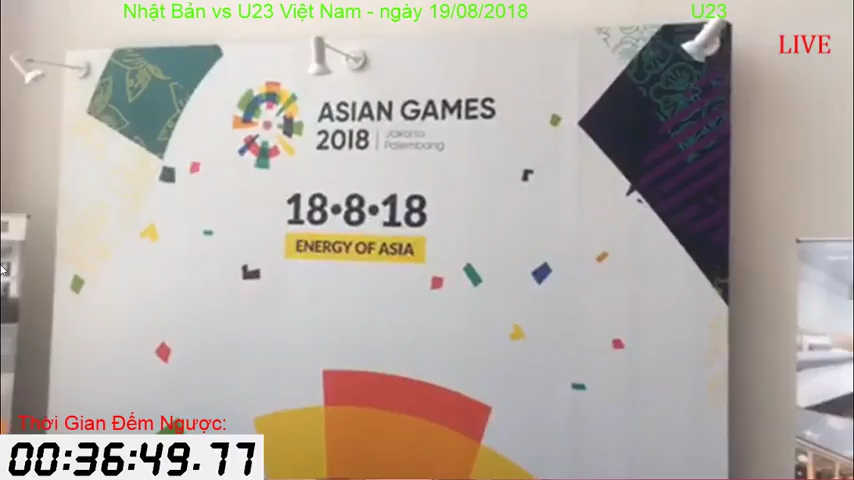 Nhật Bản vs U23 Việt Nam - ngày 19/08/2018
U23
LIVE
ASIAN GAMES
2018
Jakarta
Palembang
18•8•18
ENERGY OF ASIA
Thời Gian Đếm Ngược:
00:36:49.77